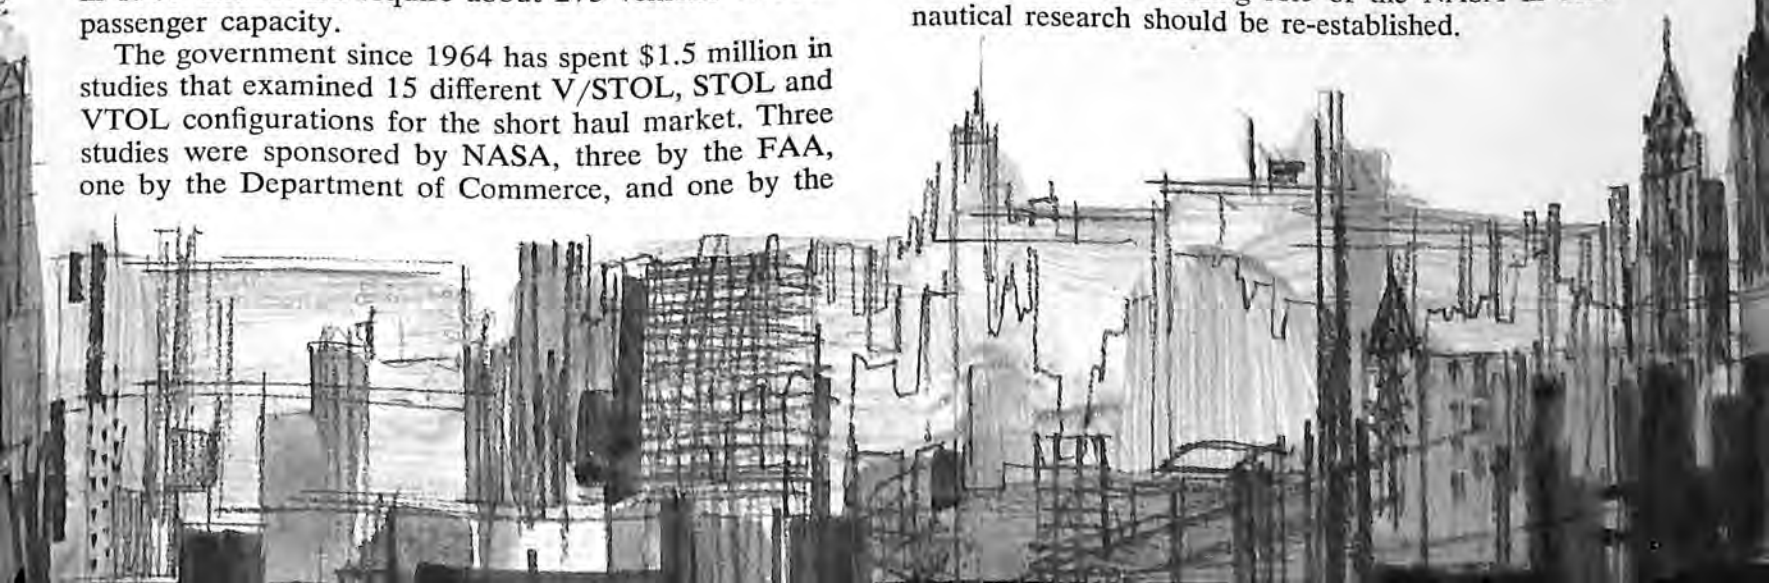 passenger capacity.
The government since 1964 has spent $1.5 million in
studies that examined 15 different V/STOL, STOL and
VTOL configurations for the short haul market. Three
studies were sponsored by NASA, three by the FAA,
one by the Department of Commerce, and one by the
nautical research should be re-established.